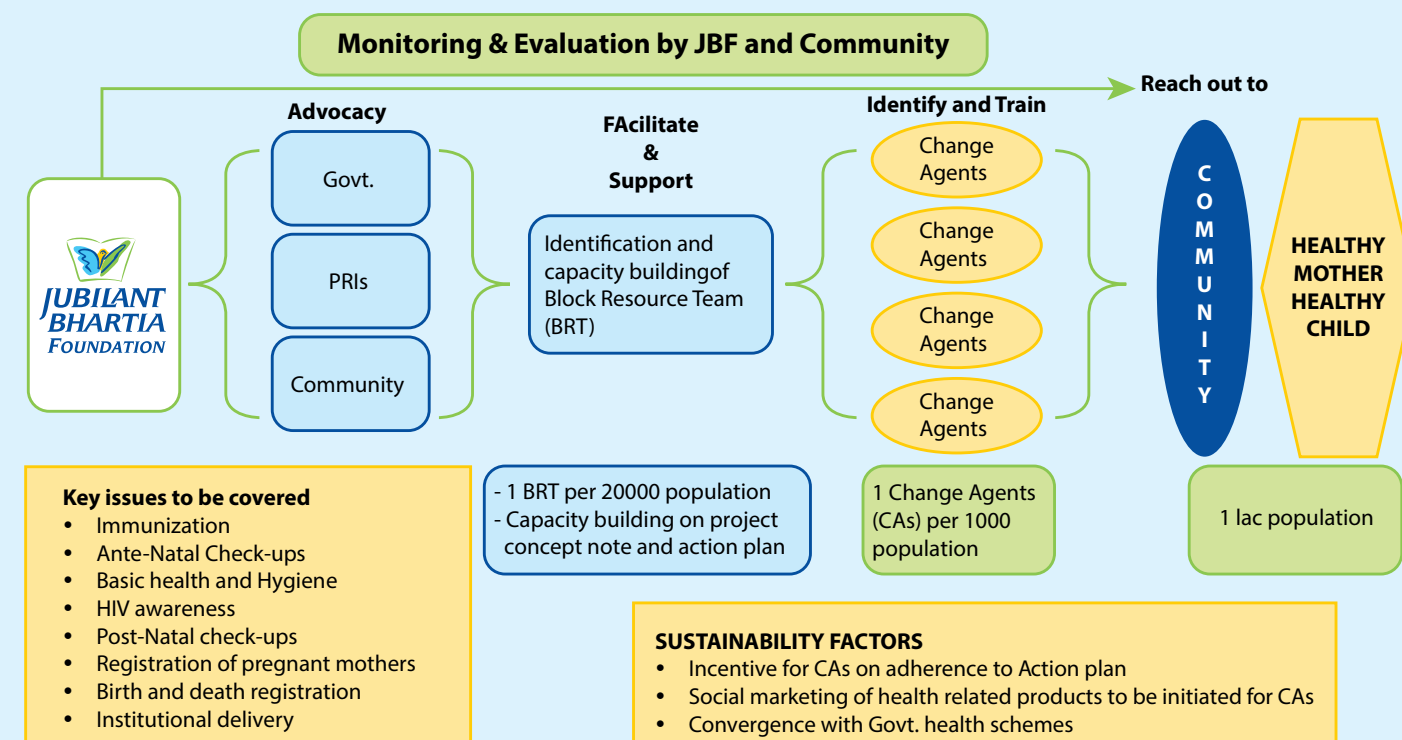 Monitoring & Evaluation by JBF and Community
Reach out to
JUBILANT
BHARTIA
FOUNDATION
Advocacy
Govt.
PRIs
Community
FAcilitate
&
Support
Identification and
capacity buildingof
Block Resource Team
(BRT)
Identify and Train
Change
Agents
Change
Agents
Change
Agents
Change
Agents
C
O
M
M
U
N
I
T
Y
HEALTHY
MOTHER
HEALTHY
CHILD
Key issues to be covered
• Immunization
• Ante-Natal Check-ups
• Basic health and Hygiene
• HIV awareness
• Post-Natal check-ups
• Registration of pregnant mothers
• Birth and death registration
• Institutional delivery
- 1 BRT per 20000 population
- Capacity building on project
concept note and action plan
1 Change Agents
(CAs) per 1000
population
1 lac population
SUSTAINABILITY FACTORS
• Incentive for CAs on adherence to Action plan
• Social marketing of health related products to be initiated for CAs
• Convergence with Govt. health schemes